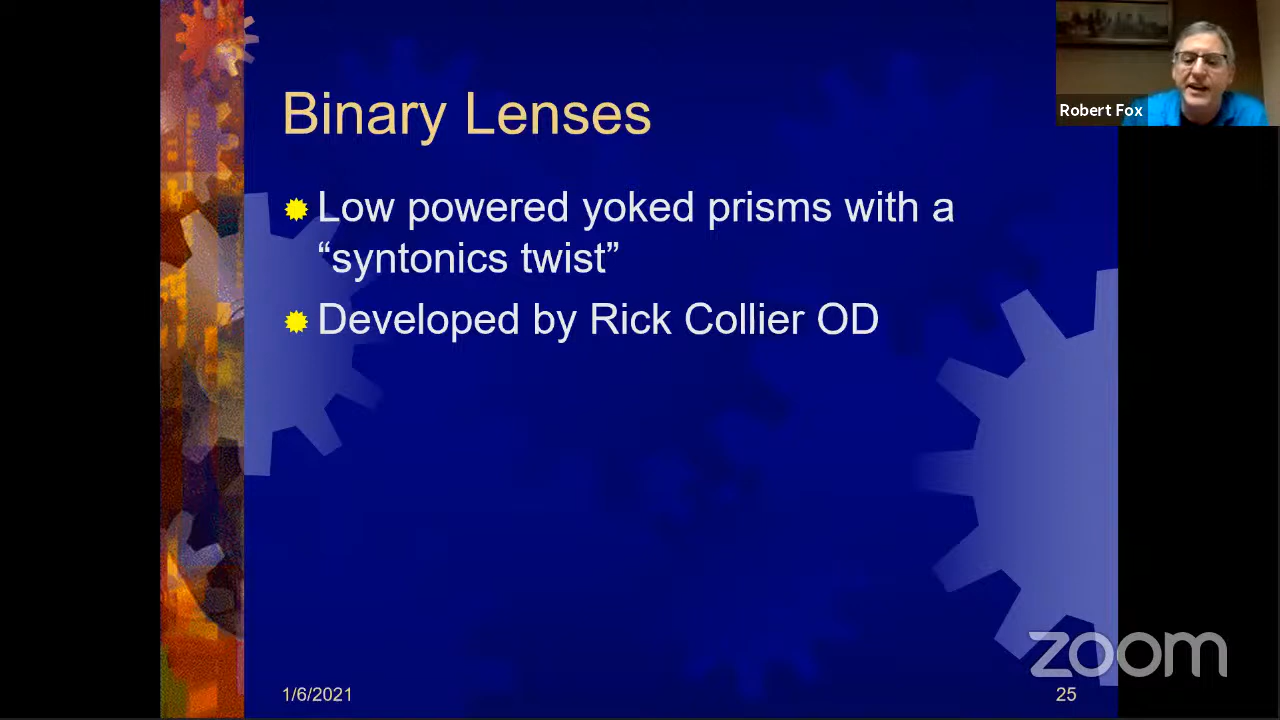 Binary Lenses
Robert Fox
Low powered yoked prisms with a
“syntonics twist”
Developed by Rick Collier OD
zoom
1/6/2021
25